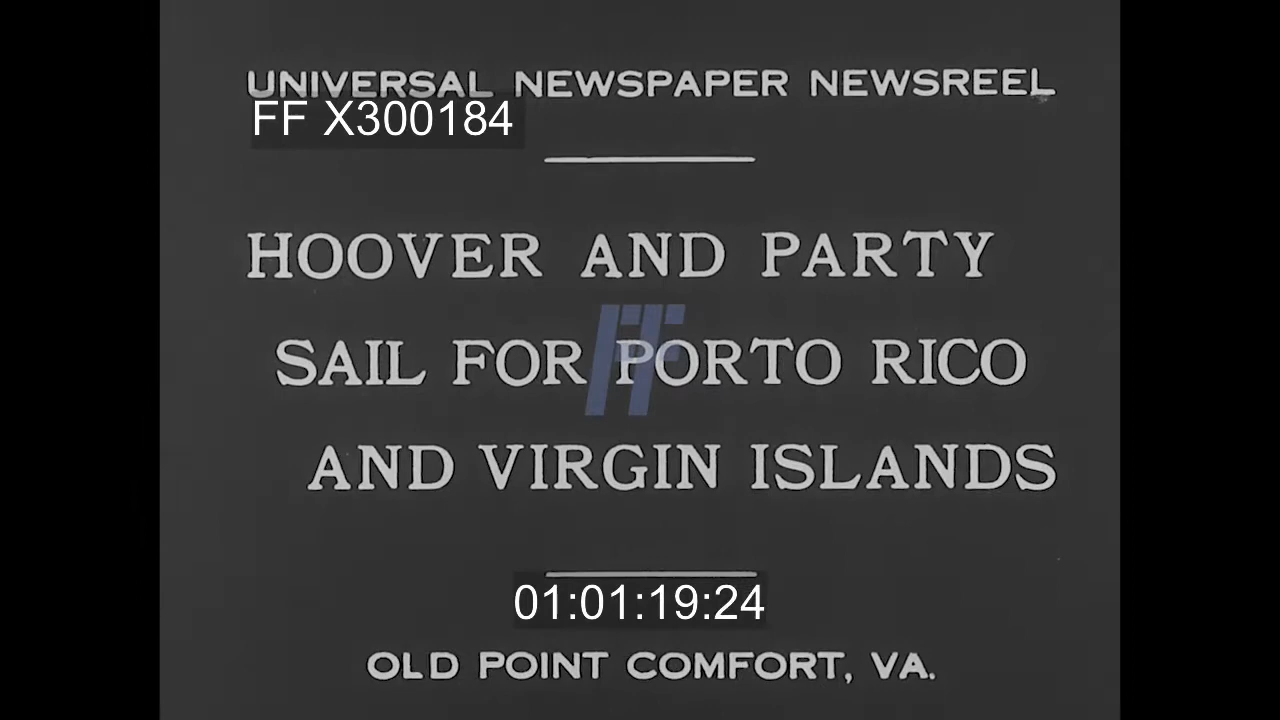 UNIVERSAL NEWSPAPER NEWSREEL
FF X300184
HOOVER AND PARTY
SAIL FOR PORTO RICO
AND VIRGIN ISLANDS
FF
01:01:19:24
OLD POINT COMFORT, VA.